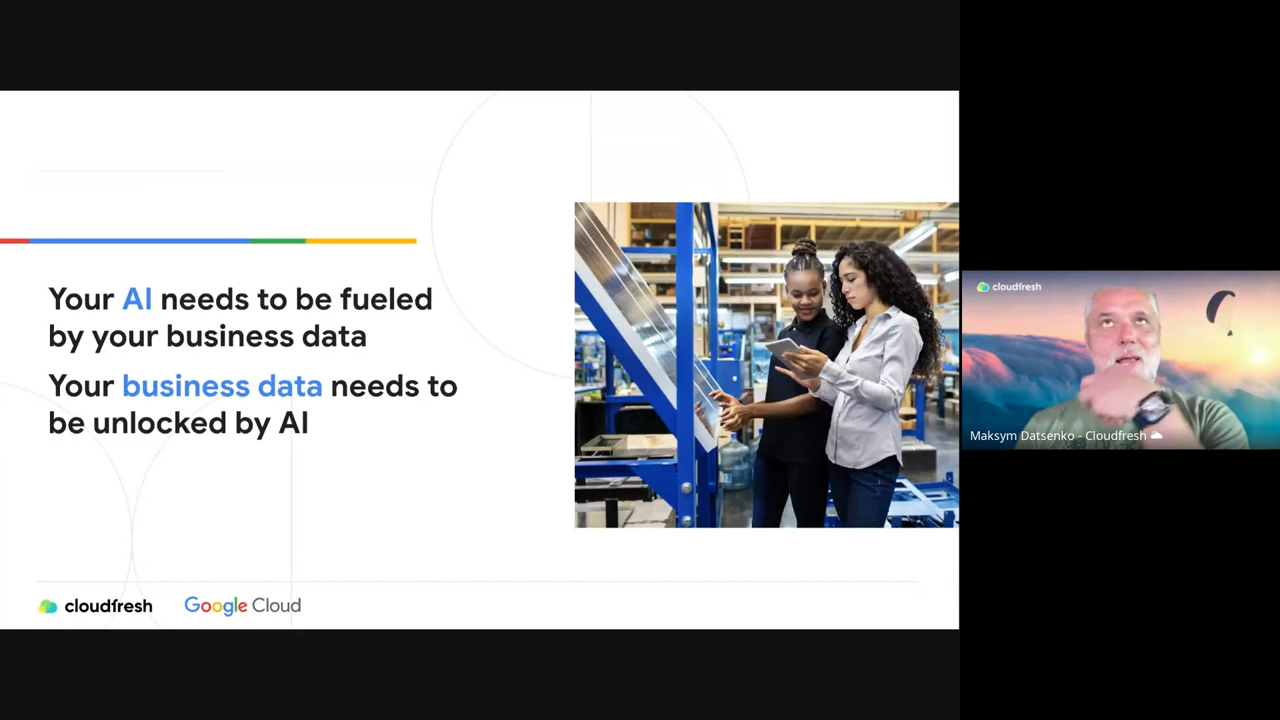 Your AI needs to be fueled
by your business data
Your business data needs to
be unlocked by AI
cloudfresh
Google Cloud
cloudfresh
Maksym Datsenko - Cloudfresh